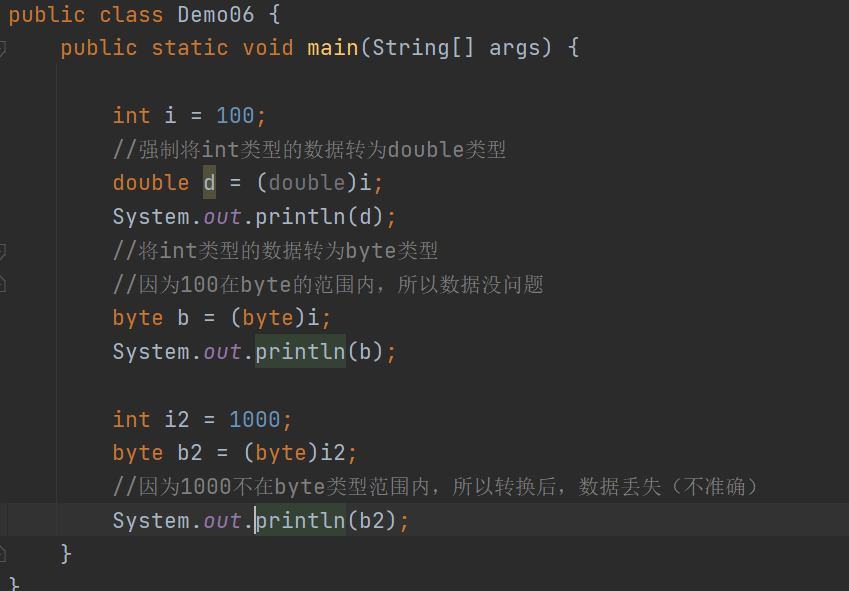 public class Demo06 {
public static void main(String[] args) {
int i = 100;
//强制将int类型的数据转为double类型
double d = (double)i;
System.out.println(d);
//将int类型的数据转为byte类型
//因为100在byte的范围内，所以数据没问题
byte b = (byte)i;
System.out.println(b);
int i2 = 1000;
byte b2 = (byte)i2;
//因为1000不在byte类型范围内，所以转换后，数据丢失（不准确）
System.out.println(b2);
}
}